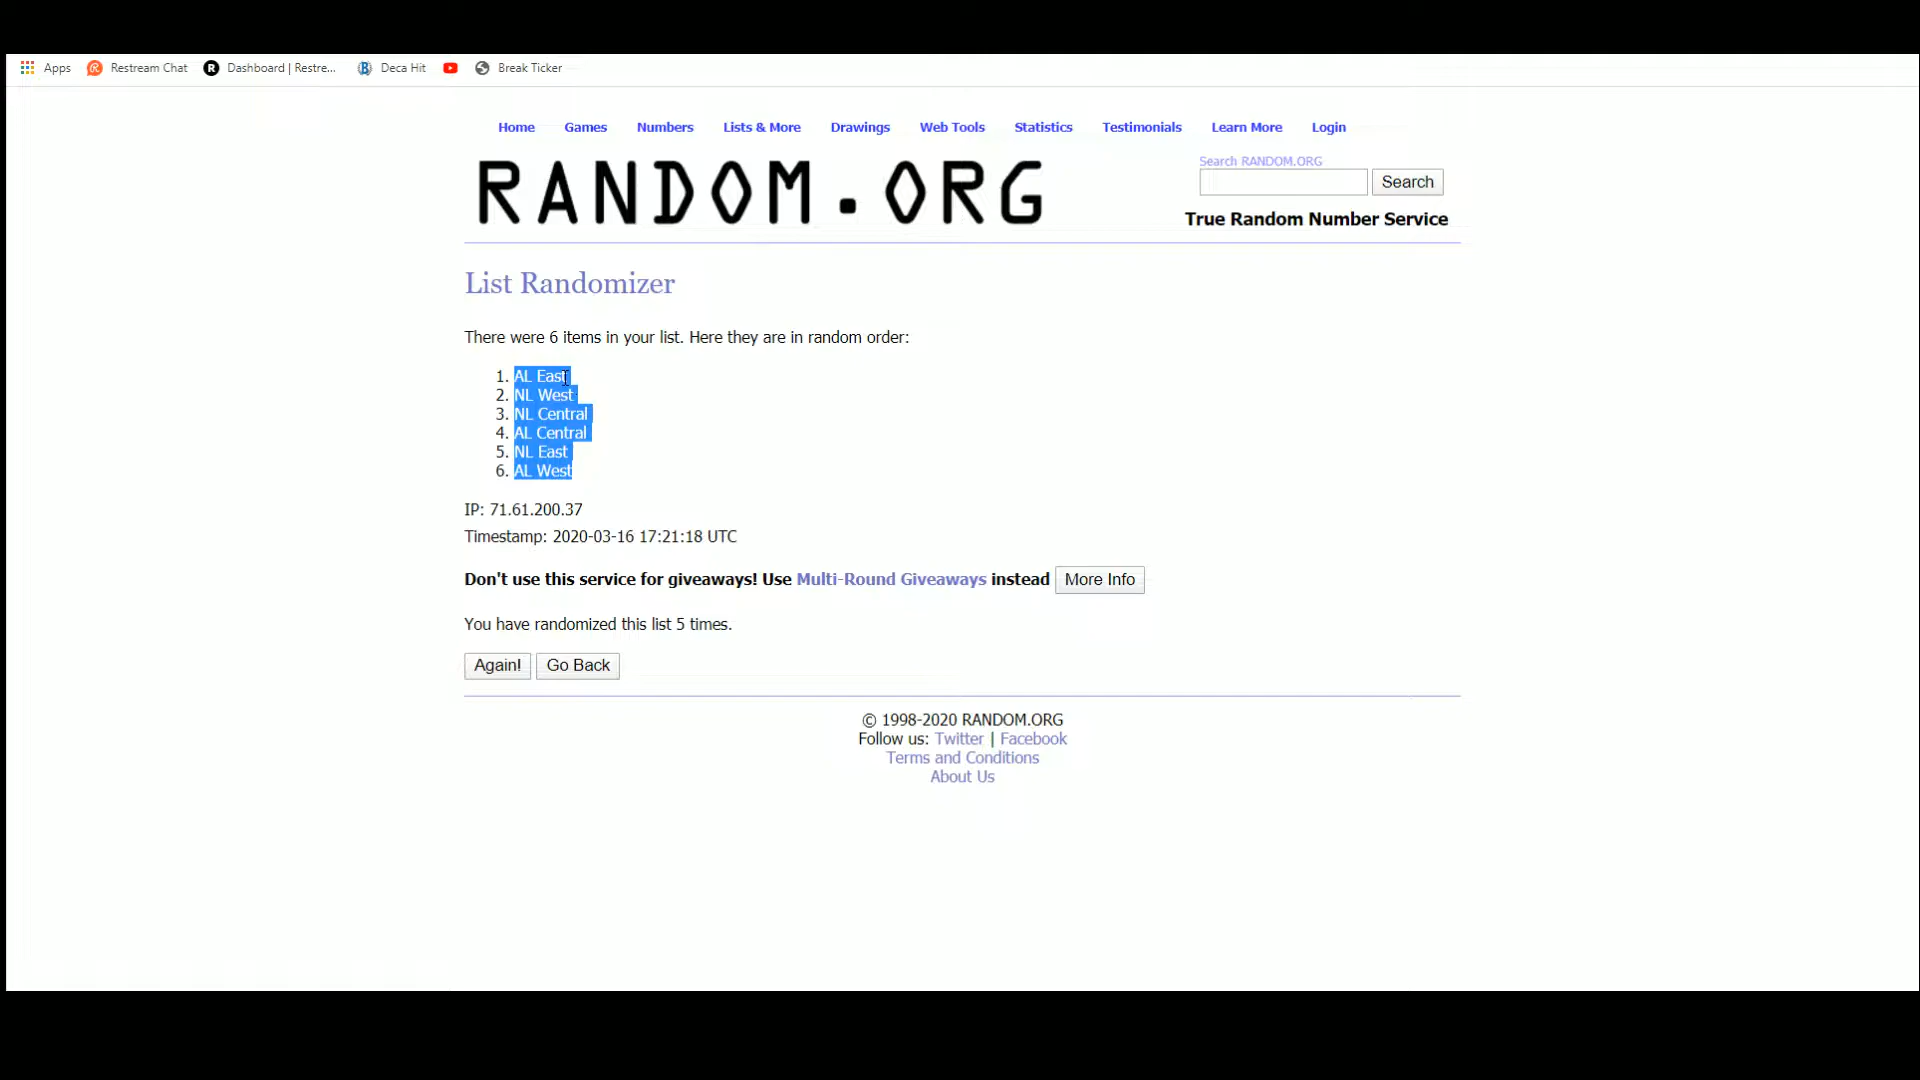 Apps Restream Chat Dashboard | Restre... Deca Hit Break Ticker
Home Games Numbers Lists & More Drawings Web Tools Statistics Testimonials Learn More Login
RANDOM.ORG
Search RANDOM.ORG
Search
True Random Number Service
List Randomizer
There were 6 items in your list. Here they are in random order:
1. AL East
2. NL West
3. NL Central
4. AL Central
5. NL East
6. AL West
IP: 71.61.200.37
Timestamp: 2020-03-16 17:21:18 UTC
Don't use this service for giveaways! Use Multi-Round Giveaways instead More Info
You have randomized this list 5 times.
Again! Go Back
© 1998-2020 RANDOM.ORG
Follow us: Twitter | Facebook
Terms and Conditions
About Us